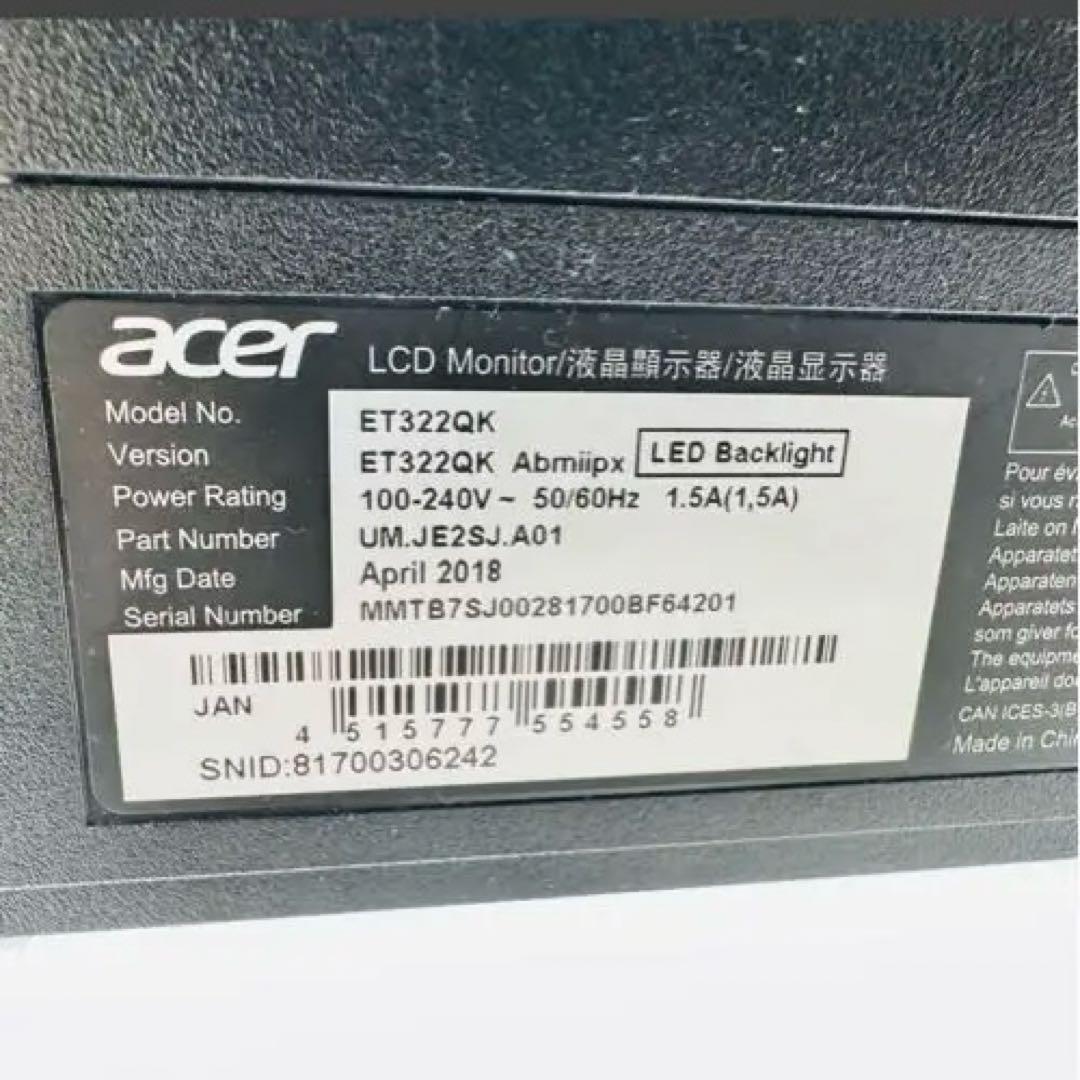 acer LCD Monitor/液晶顯示器/液晶显示器
Model No. ET322QK
Version ET322QK Abmiipx LED Backlight
Power Rating 100-240V ~ 50/60Hz 1.5A(1,5A)
Part Number UM.JE2SJ.A01
Mfg Date April 2018
Serial Number MMTB7SJ00281700BF64201
JAN
4 515777 554558
SNID:81700306242
Pour év
si vous
Laite on
Apparatet
Apparaten
Apparatets
som giver fo
The equipme
L'appareil do
CAN ICES-3(B
Made in Chi